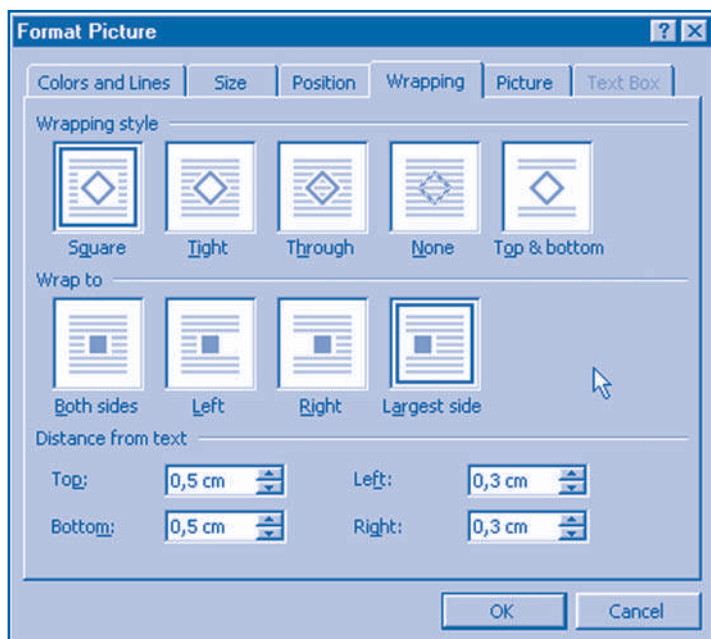 Format Picture
Colors and Lines Size Position Wrapping Picture Text Box
Wrapping style
Square Tight Through None Top & bottom
Wrap to
Both sides Left Right Largest side
Distance from text
Top: 0,5 cm Left: 0,3 cm
Bottom: 0,5 cm Right: 0,3 cm
OK Cancel